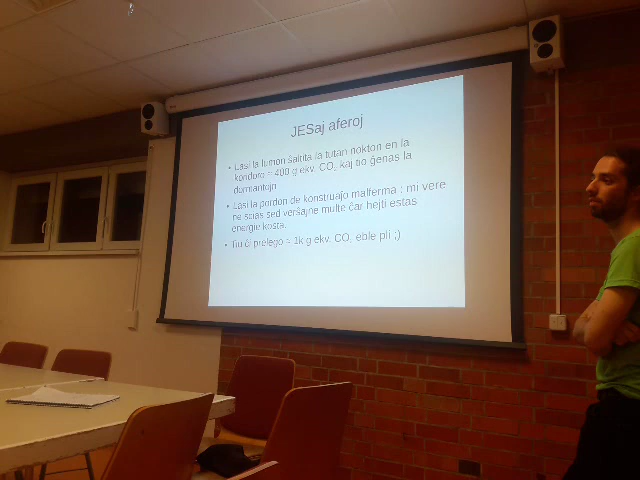 JESaj aferoj
• Lasi la lumon ŝaltita la tutan nokton en la
koridoro = 400 g ekv. CO₂ kaj tio ĝenas la
dormantojn
• Lasi la pordon de konstruaĵo malferma : mi vere
ne scias sed verŝajne multe ĉar hejti estas
energie kosta.
• ĉi prelego = 1k g ekv. CO₂ eble pli ;)